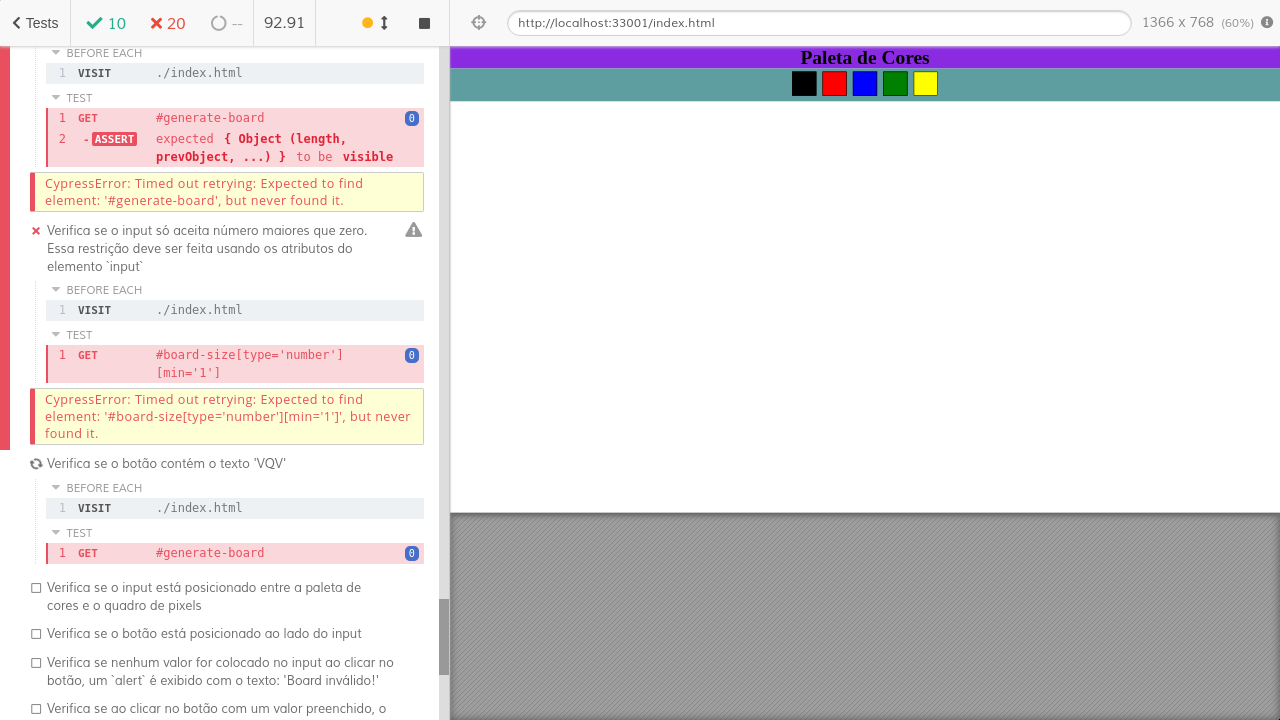 Tests
10
20
--
92.91
http://localhost:33001/index.html
1366 x 768 (60%)
BEFORE EACH
1 VISIT ./index.html
TEST
1 GET #generate-board 0
2 -ASSERT expected { Object (length,
prevObject, ...) } to be visible
CypressError: Timed out retrying: Expected to find
element: '#generate-board', but never found it.
Verifica se o input só aceita número maiores que zero.
Essa restrição deve ser feita usando os atributos do
elemento `input`
BEFORE EACH
1 VISIT ./index.html
TEST
1 GET #board-size[type='number'] 0
[min='1']
CypressError: Timed out retrying: Expected to find
element: '#board-size[type='number'][min='1']', but never
found it.
Verifica se o botão contém o texto 'VQV'
BEFORE EACH
1 VISIT ./index.html
TEST
1 GET #generate-board 0
Verifica se o input está posicionado entre a paleta de
cores e o quadro de pixels
Verifica se o botão está posicionado ao lado do input
Verifica se nenhum valor for colocado no input ao clicar no
botão, um `alert` é exibido com o texto: 'Board inválido!'
Verifica se ao clicar no botão com um valor preenchido, o
Paleta de Cores